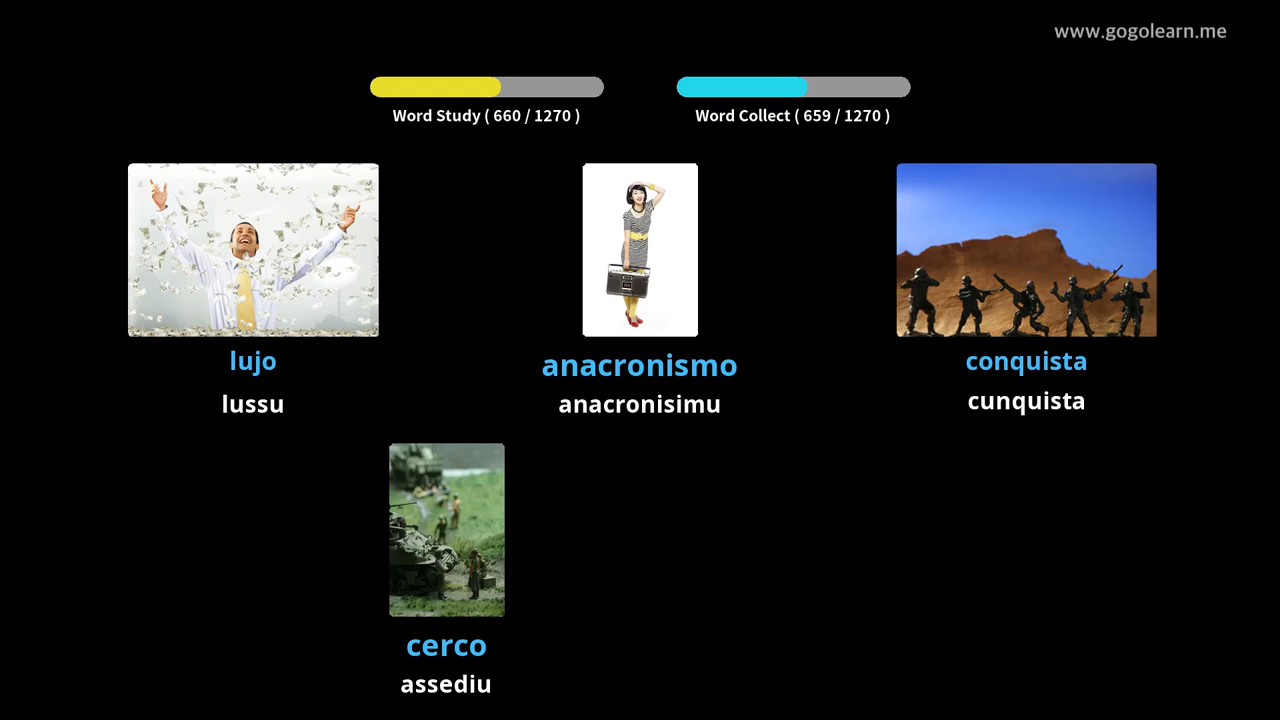 www.gogolearn.me
Word Study ( 660 / 1270 )
Word Collect ( 659 / 1270 )
lujo
lussu
anacronismo
anacronisimu
conquista
cunquista
cerco
assediu